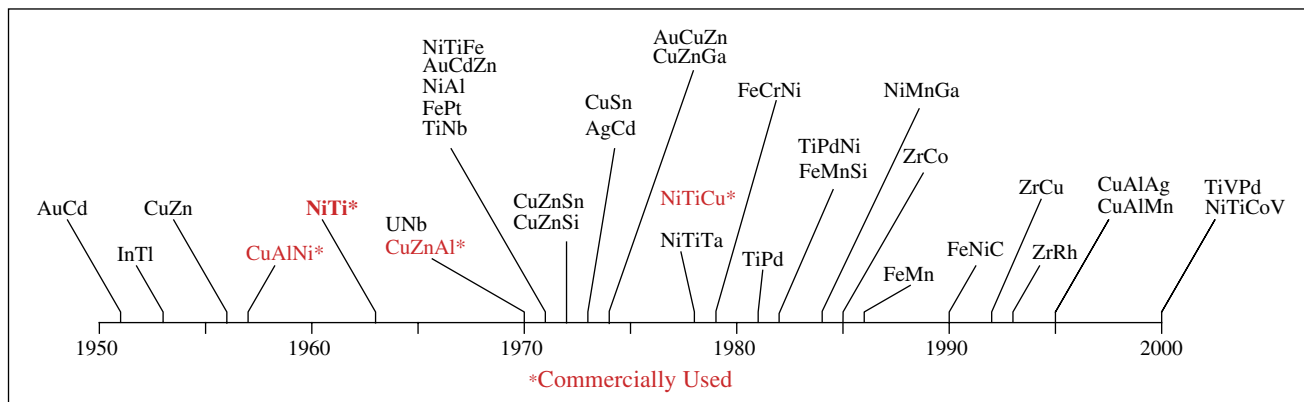 NiTiFe
AuCdZn
NiAl
FePt
TiNb
AuCuZn
CuZnGa
CuSn
AgCd
FeCrNi
NiMnGa
TiPdNi
FeMnSi
ZrCo
AuCd
InTl
CuZn
CuAlNi*
NiTi*
UNb
CuZnAl*
CuZnSn
CuZnSi
NiTiCu*
NiTiTa
TiPd
FeMn
FeNiC
ZrCu
ZrRh
CuAlAg
CuAlMn
TiVPd
NiTiCoV
1950 1960 1970 1980 1990 2000
*Commercially Used